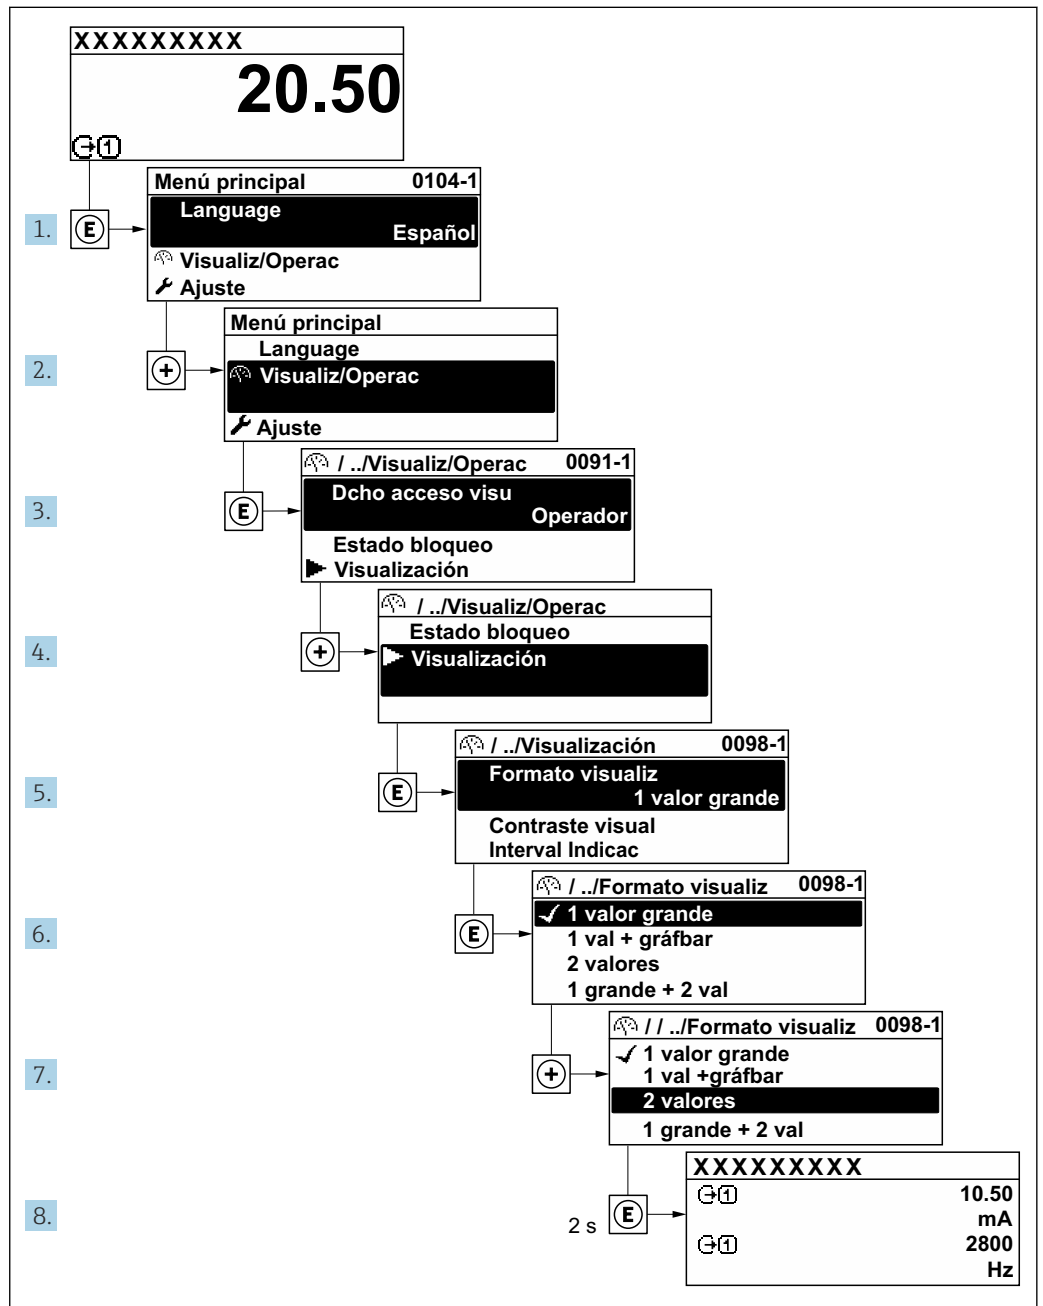 XXXXXXXXX
20.50
1
Menú principal 0104-1
1. E Language
Español
Visualiz/Operac
Ajuste
Menú principal
Language
2. + Visualiz/Operac
Ajuste
/ ../Visualiz/Operac 0091-1
Dcho acceso visu
3. E Operador
Estado bloqueo
Visualización
/ ../Visualiz/Operac
Estado bloqueo
4. + Visualización
/ ../Visualización 0098-1
Formato visualiz
5. E 1 valor grande
Contraste visual
Interval Indicac
/ ../Formato visualiz 0098-1
1 valor grande
6. E 1 val + gráfbar
2 valores
1 grande + 2 val
/ / ../Formato visualiz 0098-1
1 valor grande
7. + 1 val +gráfbar
2 valores
1 grande + 2 val
XXXXXXXXX
1 10.50
8. 2 s E mA
1 2800
Hz